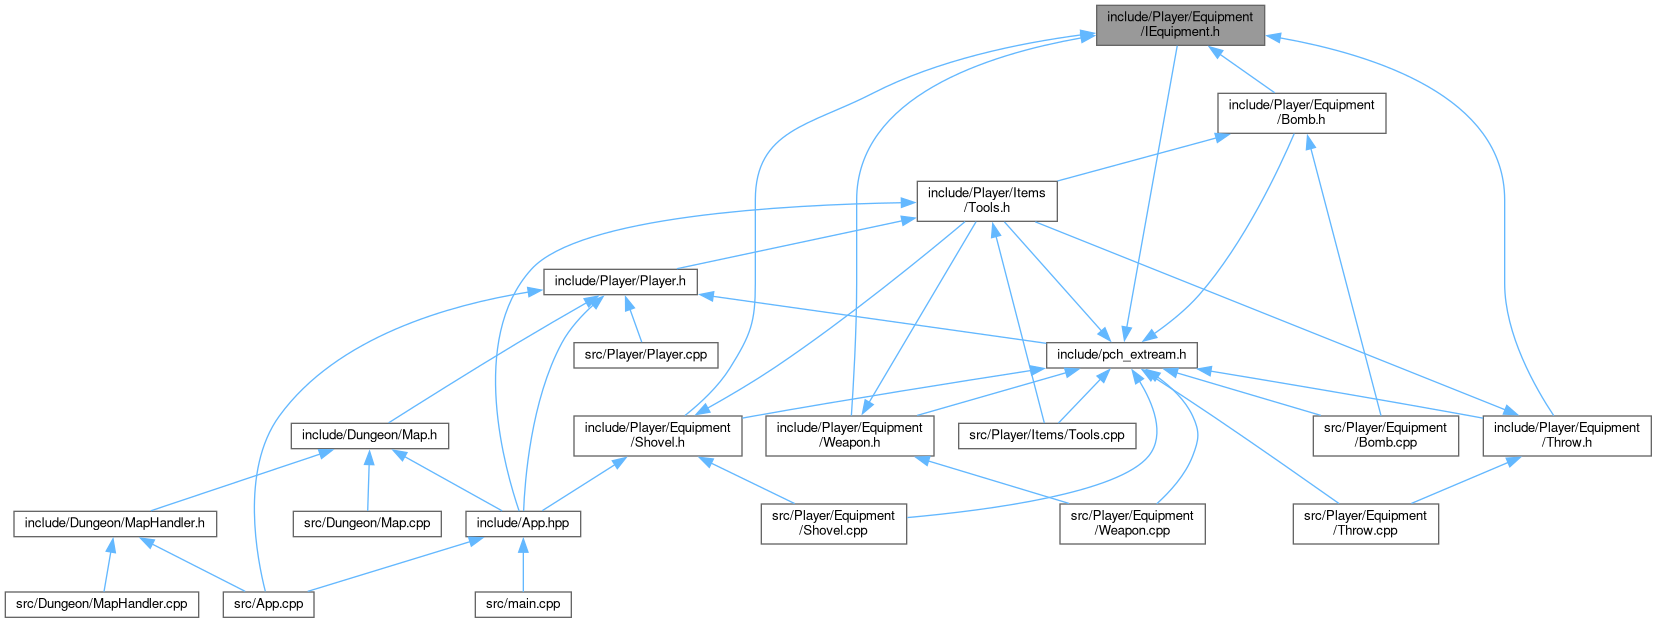 include/Player/Equipment
/IEquipment.h
include/Player/Equipment
/Bomb.h
include/Player/Items
/Tools.h
include/Player/Player.h
src/Player/Player.cpp
include/pch_extream.h
include/Dungeon/Map.h
include/Player/Equipment
/Shovel.h
include/Player/Equipment
/Weapon.h
src/Player/Items/Tools.cpp
src/Player/Equipment
/Bomb.cpp
include/Player/Equipment
/Throw.h
include/Dungeon/MapHandler.h
src/Dungeon/Map.cpp
include/App.hpp
src/Player/Equipment
/Shovel.cpp
src/Player/Equipment
/Weapon.cpp
src/Player/Equipment
/Throw.cpp
src/Dungeon/MapHandler.cpp
src/App.cpp
src/main.cpp